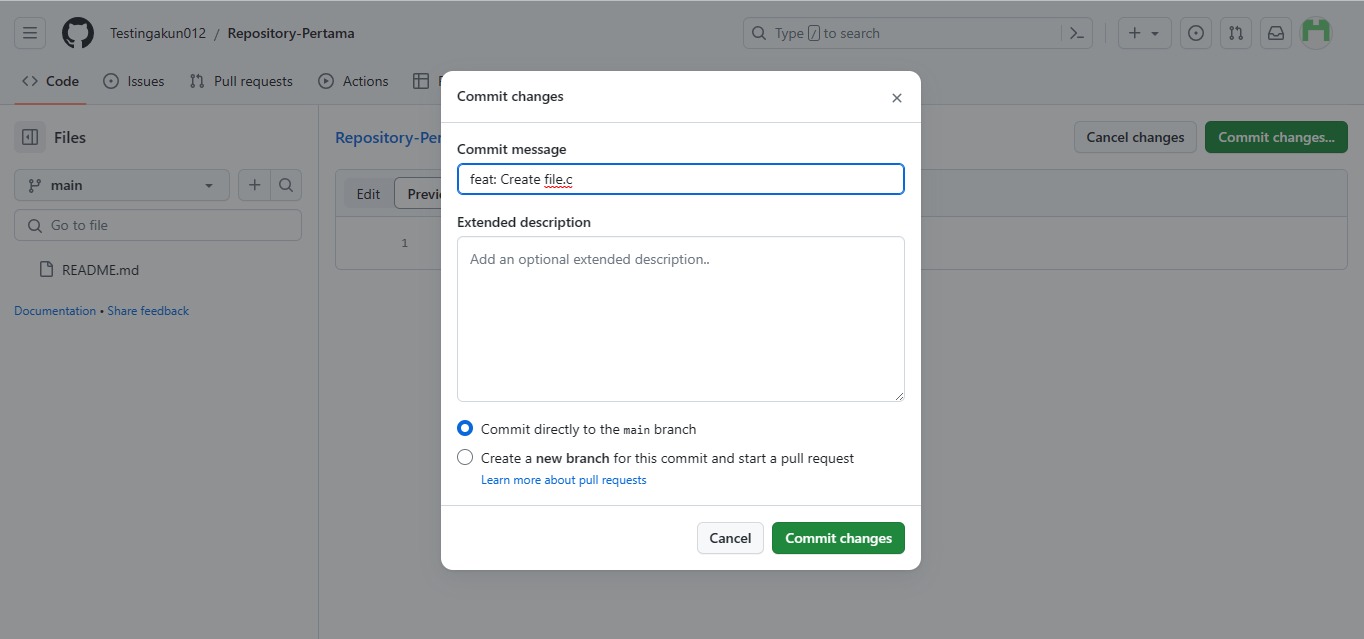 Testingakun012 / Repository-Pertama
Type / to search
Code Issues Pull requests Actions
Commit changes
Files
Repository-Per
Cancel changes Commit changes...
Commit message
main
feat: Create file.c
Edit Previ
Go to file
Extended description
1
Add an optional extended description..
README.md
Documentation • Share feedback
Commit directly to the main branch
Create a new branch for this commit and start a pull request
Learn more about pull requests
Cancel Commit changes